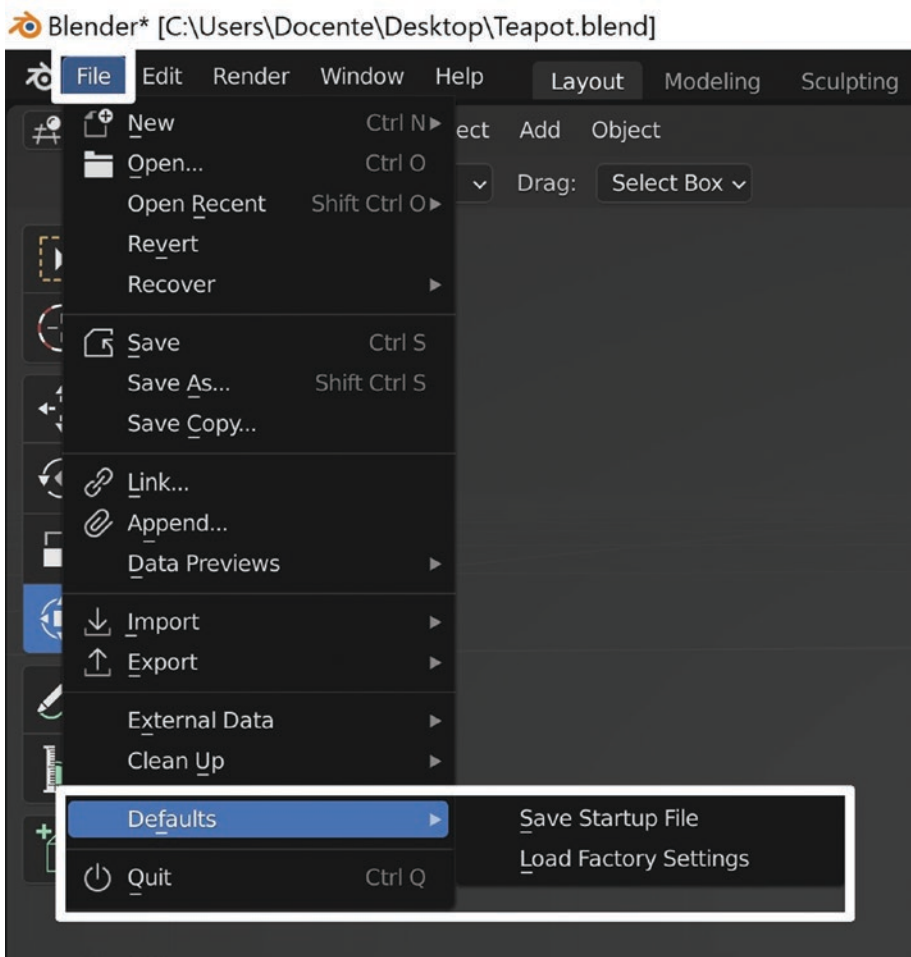 Blender* [C:\Users\Docente\Desktop\Teapot.blend]
File Edit Render Window Help Layout Modeling Sculpting
New Ctrl N
ect Add Object
Open... Ctrl O
Drag: Select Box
Open Recent Shift Ctrl O
Revert
Recover
Save Ctrl S
Save As... Shift Ctrl S
Save Copy...
Link...
Append...
Data Previews
Import
Export
External Data
Clean Up
Defaults
Save Startup File
Load Factory Settings
Quit Ctrl Q